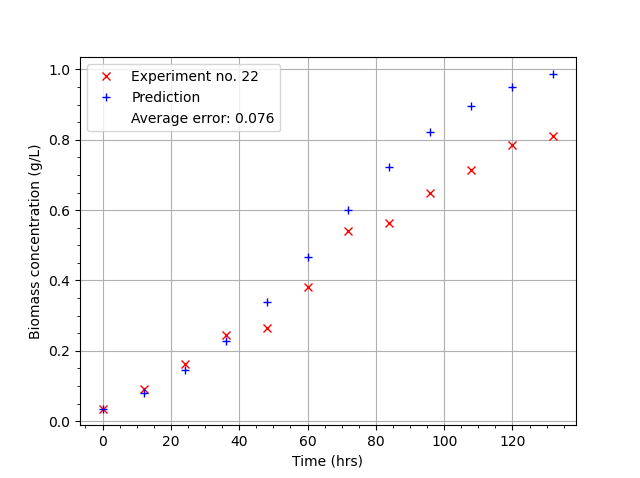 Experiment no. 22
Prediction
Average error: 0.076
Biomass concentration (g/L)
1.0
0.8
0.6
0.4
0.2
0.0
0 20 40 60 80 100 120
Time (hrs)